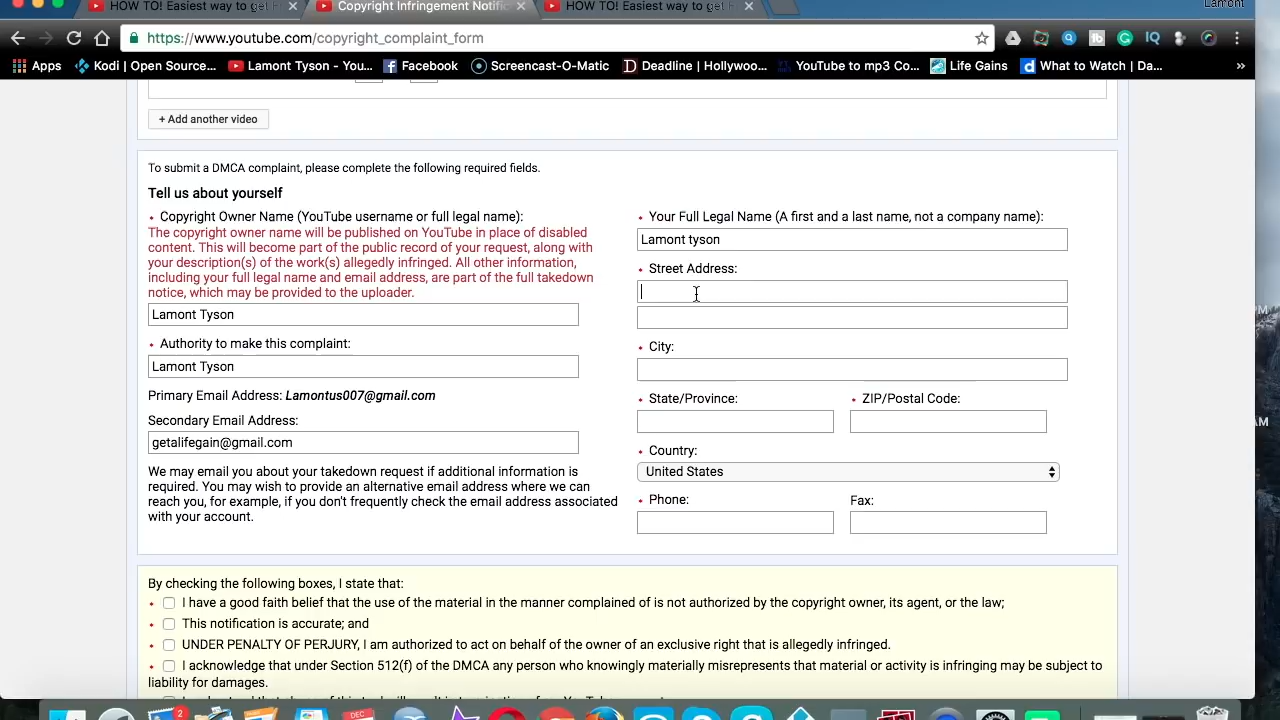 HOW TO! Easiest way to get
Copyright Infringement Notific
HOW TO! Easiest way to get
Lamont
https://www.youtube.com/copyright_complaint_form
Apps
Kodi | Open Source...
Lamont Tyson - You...
Facebook
Screencast-O-Matic
Deadline | Hollywoo...
YouTube to mp3 Co...
Life Gains
What to Watch | Da...
»
+ Add another video
To submit a DMCA complaint, please complete the following required fields.
Tell us about yourself
Copyright Owner Name (YouTube username or full legal name):
The copyright owner name will be published on YouTube in place of disabled
content. This will become part of the public record of your request, along with
your description(s) of the work(s) allegedly infringed. All other information,
including your full legal name and email address, are part of the full takedown
notice, which may be provided to the uploader.
Lamont Tyson
Authority to make this complaint:
Lamont Tyson
Primary Email Address: Lamontus007@gmail.com
Secondary Email Address:
getalifegain@gmail.com
We may email you about your takedown request if additional information is
required. You may wish to provide an alternative email address where we can
reach you, for example, if you don't frequently check the email address associated
with your account.
Your Full Legal Name (A first and a last name, not a company name):
Lamont tyson
Street Address:
City:
State/Province:
ZIP/Postal Code:
Country:
United States
Phone:
Fax:
By checking the following boxes, I state that:
I have a good faith belief that the use of the material in the manner complained of is not authorized by the copyright owner, its agent, or the law;
This notification is accurate; and
UNDER PENALTY OF PERJURY, I am authorized to act on behalf of the owner of an exclusive right that is allegedly infringed.
I acknowledge that under Section 512(f) of the DMCA any person who knowingly materially misrepresents that material or activity is infringing may be subject to
liability for damages.
PM
AM
DEC
2